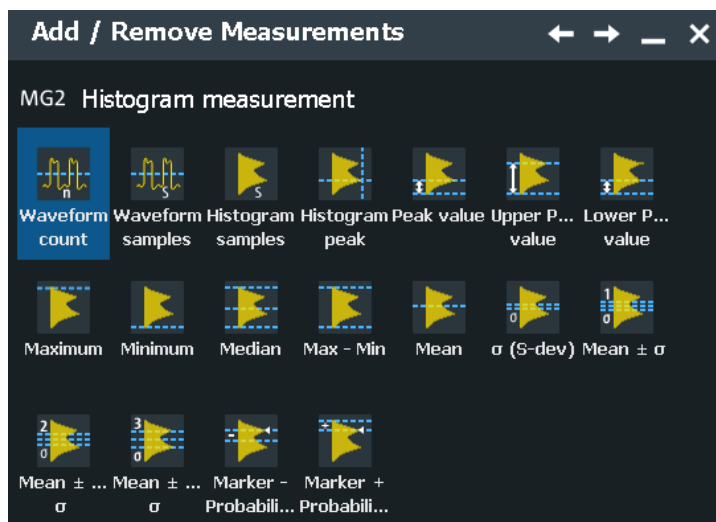 Add / Remove Measurements
MG2 Histogram measurement
n S S
Waveform Waveform Histogram Histogram Peak value Upper P... Lower P...
count samples samples peak value value
σ 1 σ
Maximum Minimum Median Max - Min Mean σ (S-dev) Mean ± σ
2 σ 3 σ - +
Mean ± ... Mean ± ... Marker - Marker +
σ σ Probabili... Probabili...